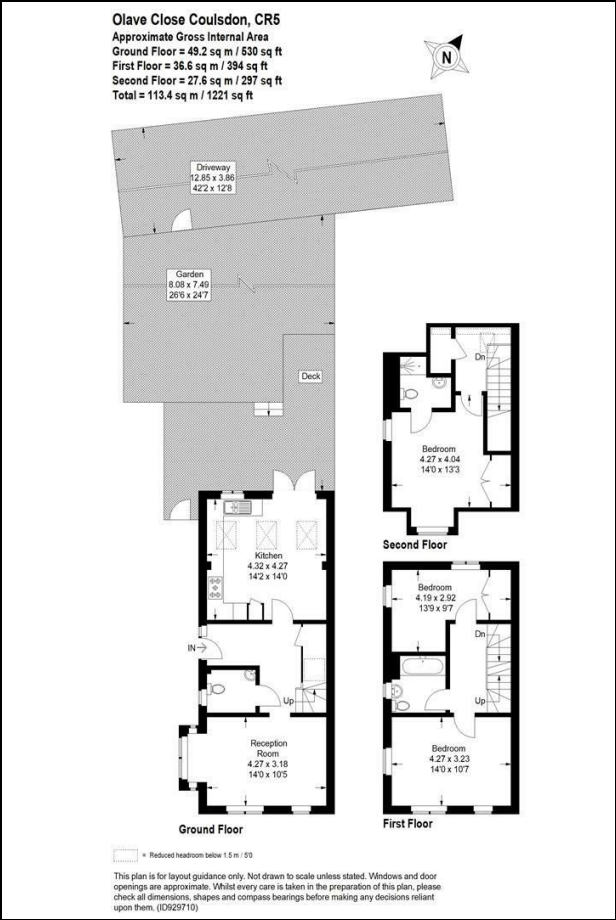 Olave Close Coulsdon, CR5
Approximate Gross Internal Area
Ground Floor = 49.2 sq m / 530 sq ft
First Floor = 36.6 sq m / 394 sq ft
Second Floor = 27.6 sq m / 297 sq ft
Total = 113.4 sq m / 1221 sq ft
N
Driveway
12.85 x 3.86
42'2 x 12'8
Garden
8.08 x 7.49
26'6 x 24'7
Deck
Dn
Bedroom
4.27 x 4.04
14'0 x 13'3
Second Floor
Kitchen
4.32 x 4.27
14'2 x 14'0
IN
Up
Reception
Room
4.27 x 3.18
14'0 x 10'5
Ground Floor
Bedroom
4.19 x 2.92
13'9 x 9'7
Dn
Up
Bedroom
4.27 x 3.23
14'0 x 10'7
First Floor
= Reduced headroom below 1.5 m / 5'0
This plan is for layout guidance only. Not drawn to scale unless stated. Windows and door
openings are approximate. Whilst every care is taken in the preparation of this plan, please
check all dimensions, shapes and compass bearings before making any decisions reliant
upon them. (ID929710)